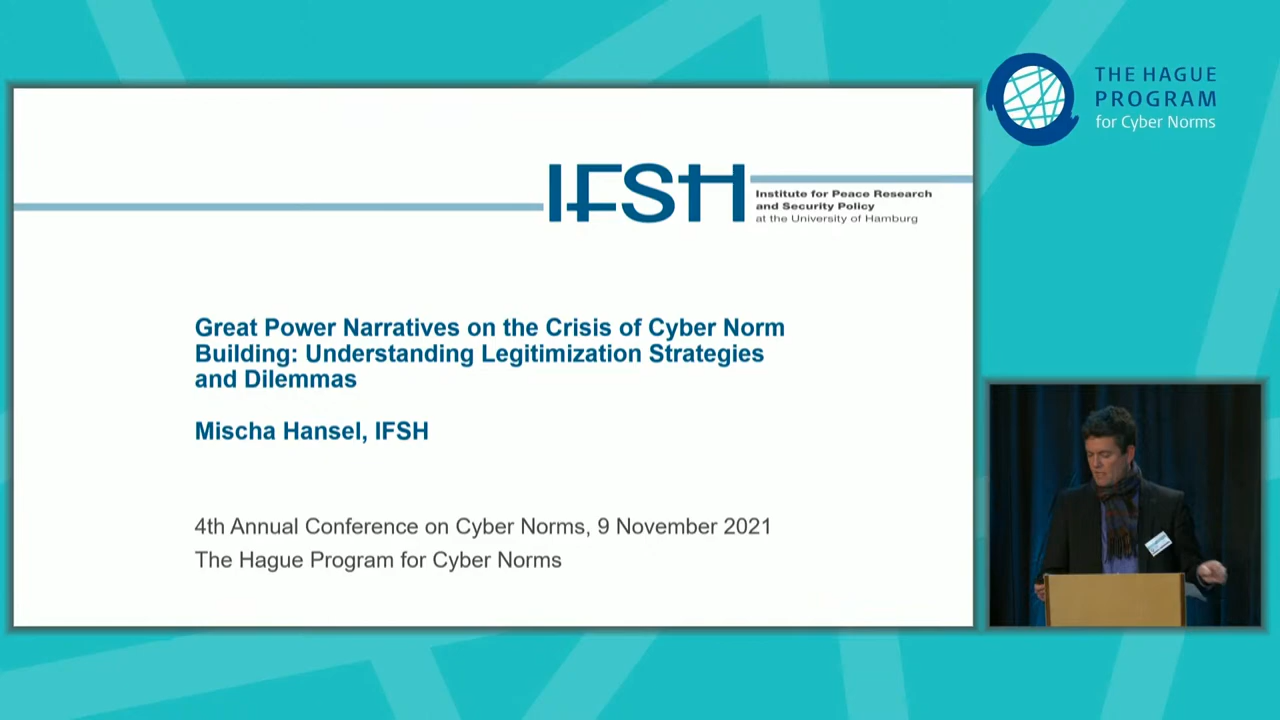 THE HAGUE
PROGRAM
for Cyber Norms
IFSH
Institute for Peace Research
and Security Policy
at the University of Hamburg
Great Power Narratives on the Crisis of Cyber Norm
Building: Understanding Legitimization Strategies
and Dilemmas
Mischa Hansel, IFSH
4th Annual Conference on Cyber Norms, 9 November 2021
The Hague Program for Cyber Norms